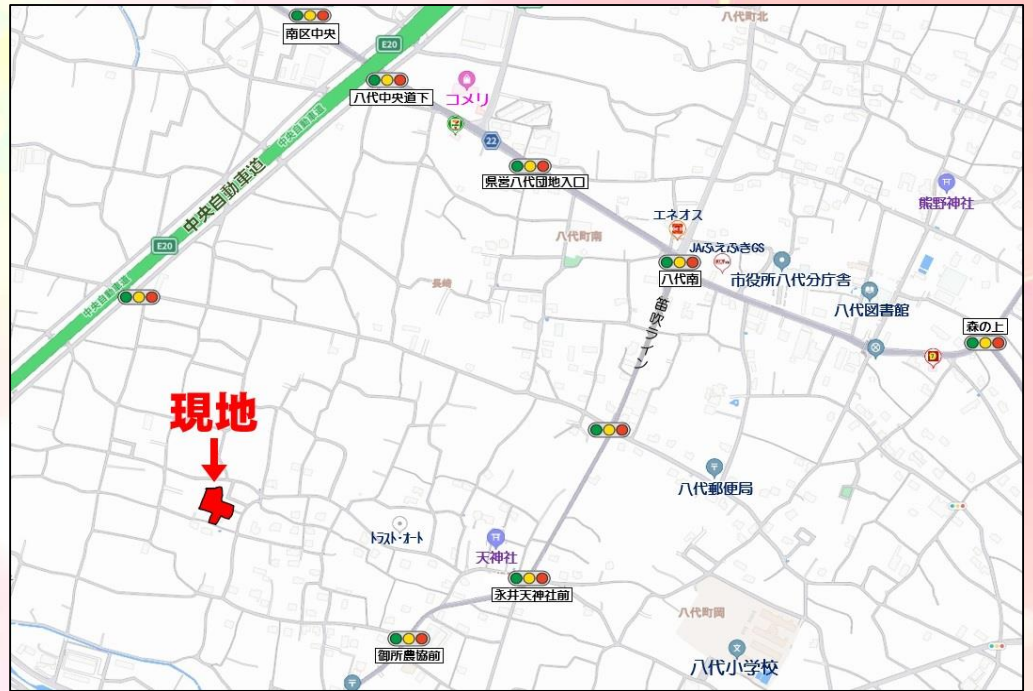 八代町北
南区中央
E20
八代中央道下
コメリ
22
中央自動車道
県営八代団地入口
熊野神社
中央自動車道
エネオス
八代町南
JAふえふきGS
E20
八代南
市役所八代分庁舎
長崎
八代図書館
中央自動車道
笛吹ライン
森の上
現地
八代郵便局
トラスト・オート
天神社
永井天神社前
八代町岡
御所農協前
八代小学校